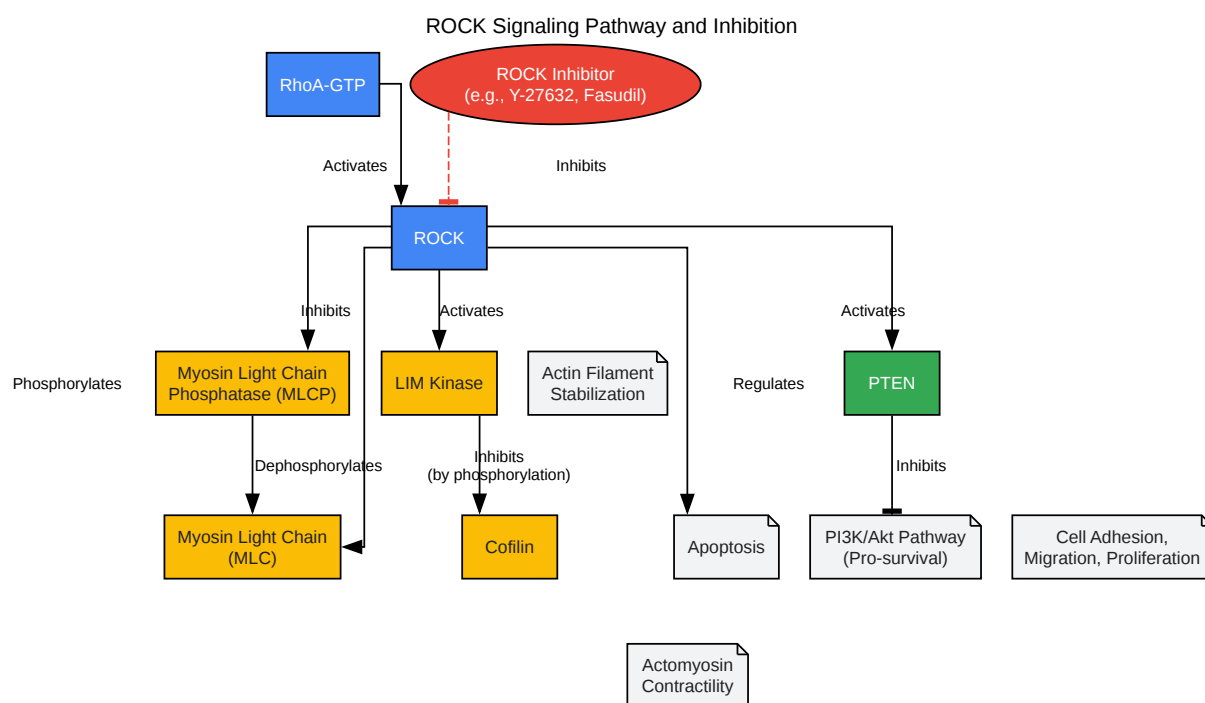 ROCK Signaling Pathway and Inhibition
RhoA-GTP
ROCK Inhibitor
(e.g., Y-27632, Fasudil)
Activates
Inhibits
ROCK
Inhibits
Activates
Activates
Phosphorylates
Myosin Light Chain
Phosphatase (MLCP)
LIM Kinase
Actin Filament
Stabilization
Regulates
PTEN
Dephosphorylates
Inhibits
(by phosphorylation)
Inhibits
Myosin Light Chain
(MLC)
Cofilin
Apoptosis
PI3K/Akt Pathway
(Pro-survival)
Cell Adhesion,
Migration, Proliferation
Actomyosin
Contractility